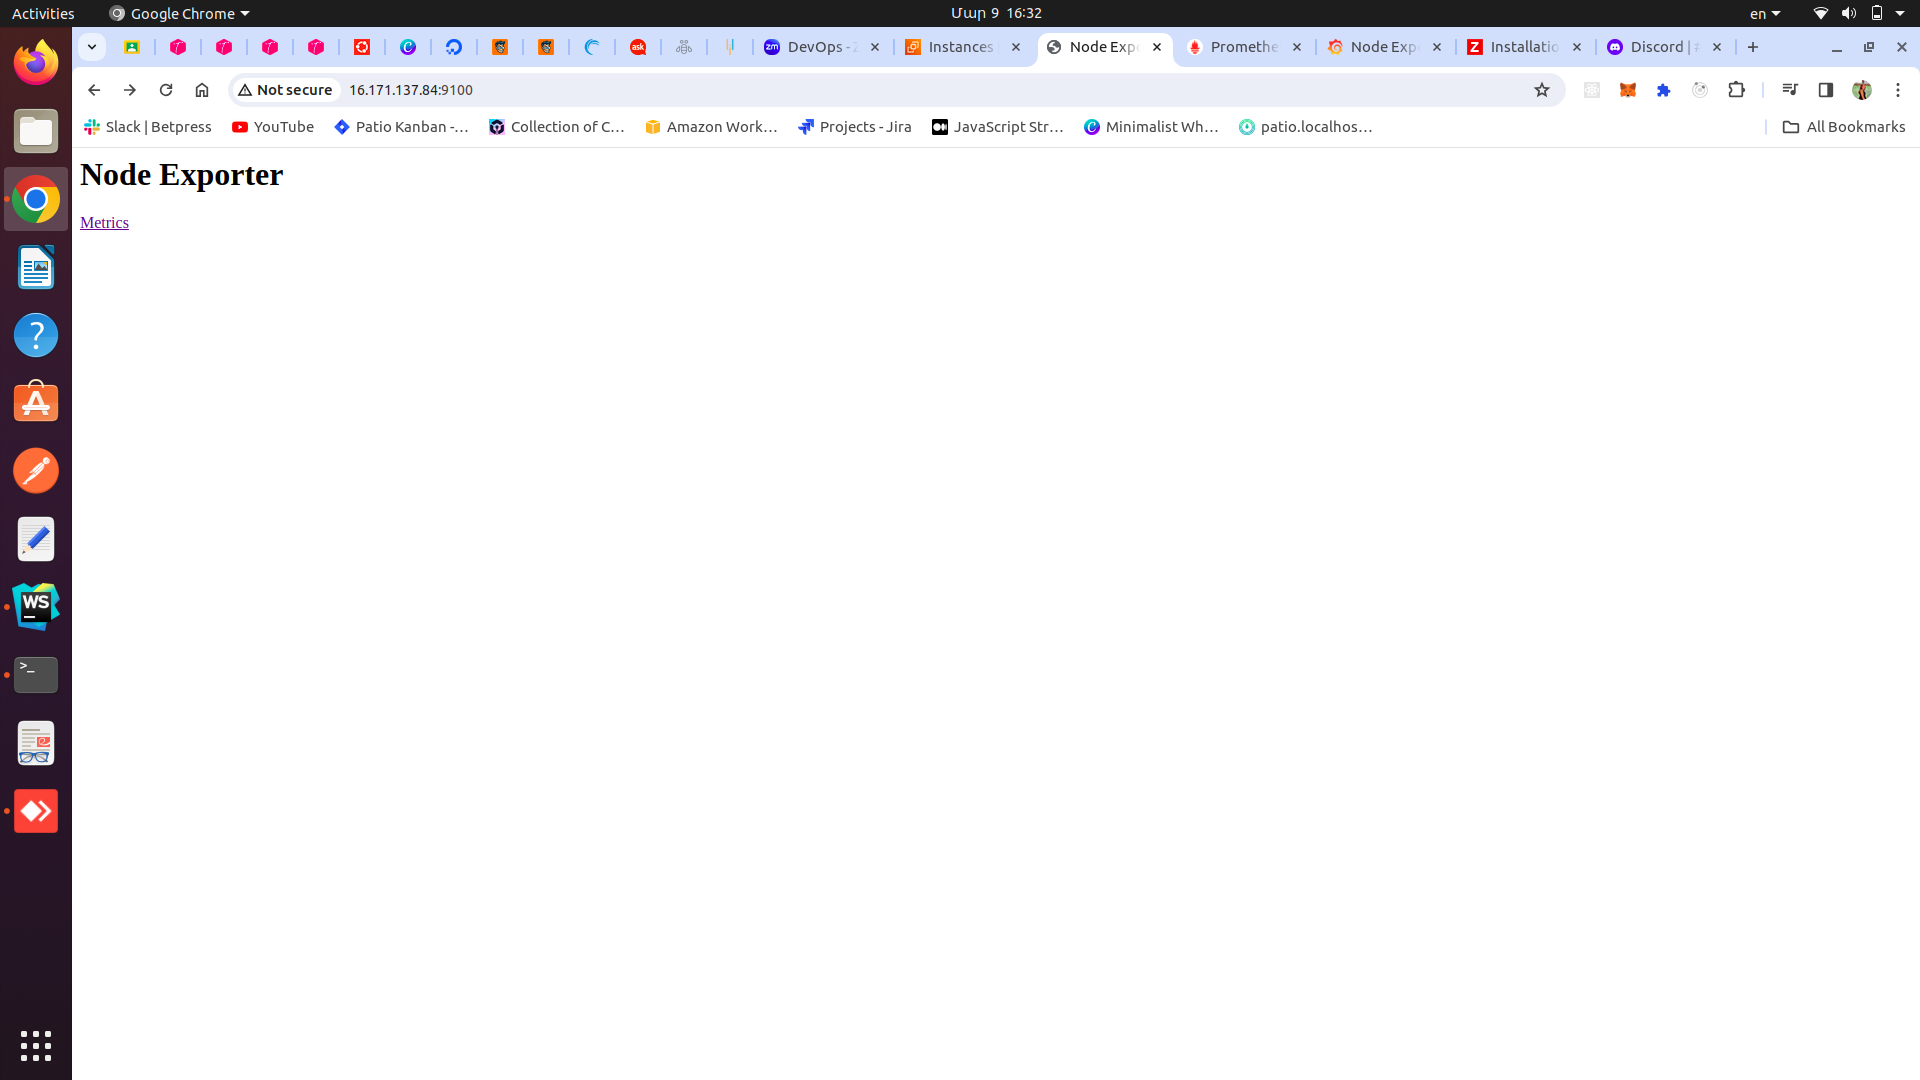 Activities
Google Chrome
Մար 9 16:32
en
DevOps - Z
Instances
Node Exp
Promethe
Node Exp
Installatio
Discord | #
Not secure
16.171.137.84:9100
Slack | Betpress
YouTube
Patio Kanban -...
Collection of C...
Amazon Work...
Projects - Jira
JavaScript Str...
Minimalist Wh...
patio.localhos...
All Bookmarks
Node Exporter
Metrics